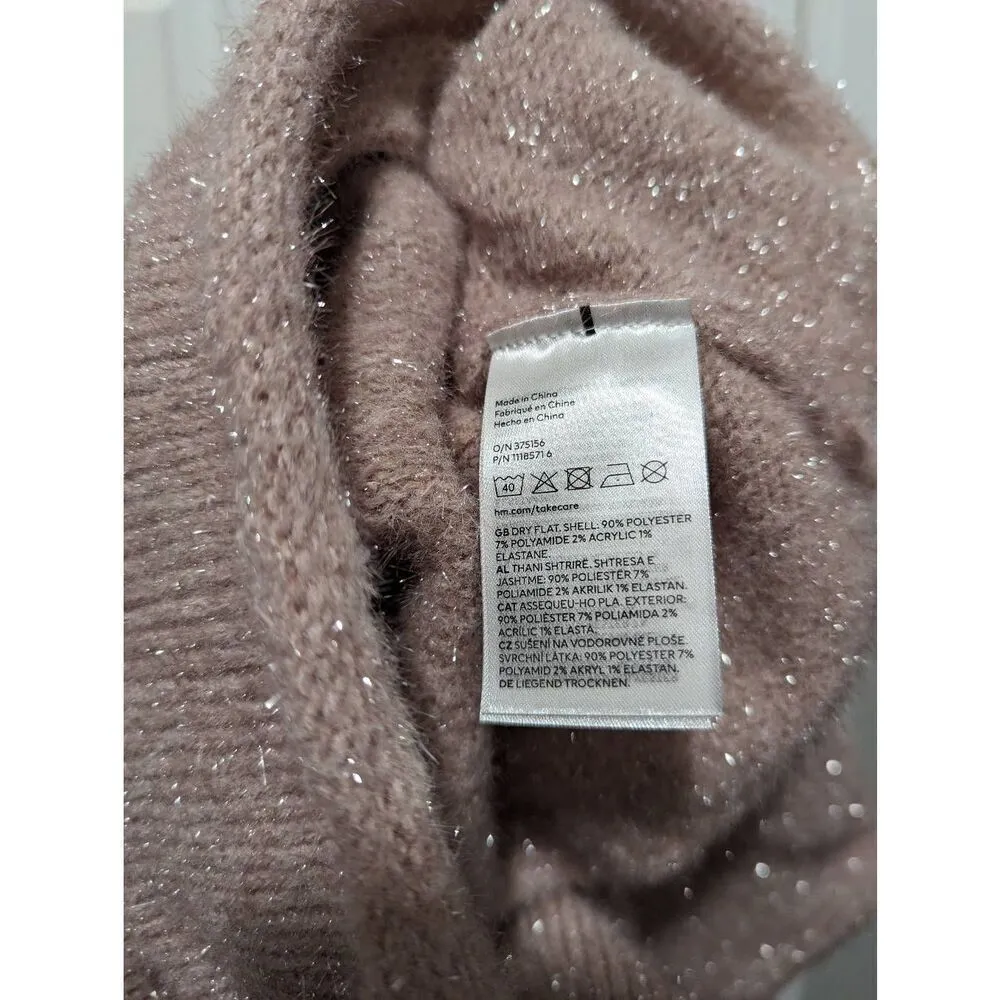 Made in China
Fabriqué en Chine
Hecho en China
O/N 375156
P/N 1118571 6
40
hm.com/takecare
GB DRY FLAT. SHELL: 90% POLYESTER
7% POLYAMIDE 2% ACRYLIC 1%
ELASTANE.
AL THANI SHTRIRË. SHTRESA E
JASHTME: 90% POLIESTËR 7%
POLIAMIDE 2% AKRILIK 1% ELASTAN.
CAT ASSEQUEU-HO PLA. EXTERIOR:
90% POLIÈSTER 7% POLIAMIDA 2%
ACRÍLIC 1% ELASTÀ.
CZ SUŠENÍ NA VODOROVNÉ PLOŠE.
SVRCHNÍ LÁTKA: 90% POLYESTER 7%
POLYAMID 2% AKRYL 1% ELASTAN.
DE LIEGEND TROCKNEN.